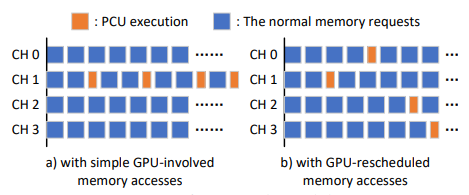 : PCU execution
: The normal memory requests
CH 0
CH 1
CH 2
CH 3
······
······
······
a) with simple GPU-involved
memory accesses
CH 0
CH 1
CH 2
CH 3
···
···
···
···
b) with GPU-rescheduled
memory accesses